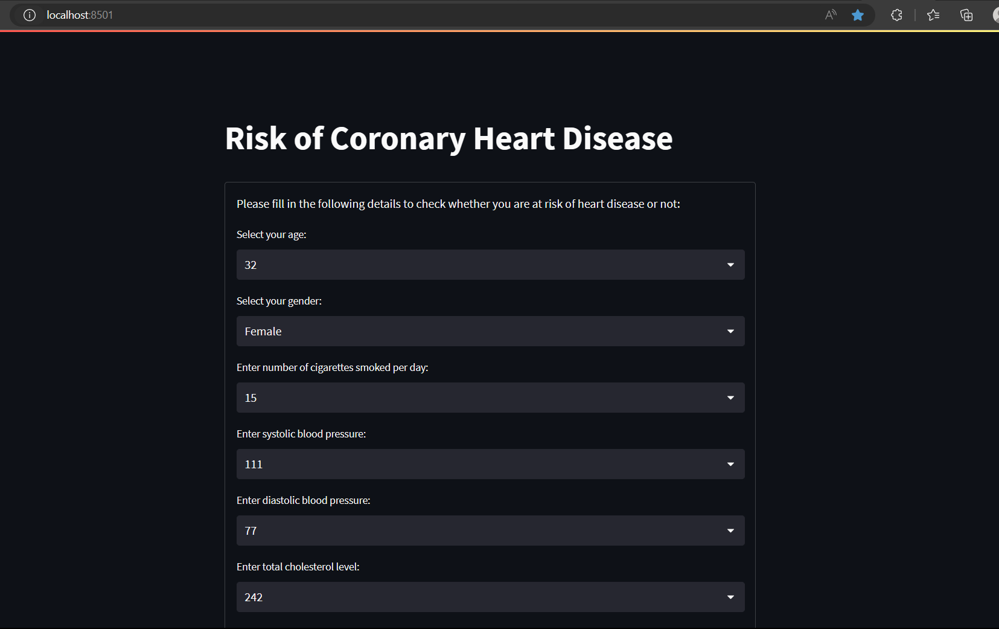 localhost:8501
Risk of Coronary Heart Disease
Please fill in the following details to check whether you are at risk of heart disease or not:
Select your age:
32
Select your gender:
Female
Enter number of cigarettes smoked per day:
15
Enter systolic blood pressure:
111
Enter diastolic blood pressure:
77
Enter total cholesterol level:
242